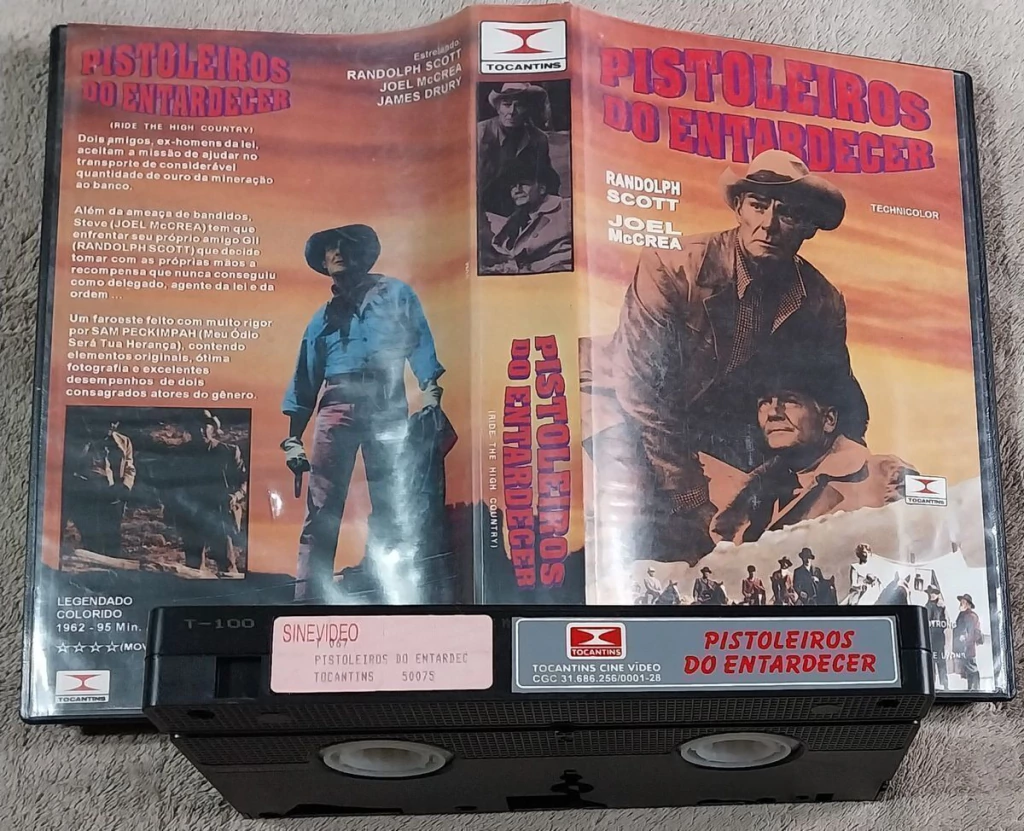 PISTOLEIROS
DO ENTARDECER
(RIDE THE HIGH COUNTRY)
Dois amigos, ex-homens da lei,
aceitam a missão de ajudar no
transporte de considerável
quantidade de ouro da mineração
ao banco.
Além da ameaça de bandidos,
Steve (JOEL McCREA) tem que
enfrentar seu próprio amigo Gil
(RANDOLPH SCOTT) que decide
tomar com as próprias mãos a
recompensa que nunca conseguiu
como delegado, agente da lei e da
ordem ...
Um faroeste feito com muito rigor
por SAM PECKIMPAH (Meu Ódio
Será Tua Herança), contendo
elementos originais, ótima
fotografia e excelentes
desempenhos de dois
consagrados atores do gênero.
LEGENDADO
COLORIDO
1962 - 95 Min.
☆☆☆☆(MOV
TOCANTINS
Estrelando
RANDOLPH SCOTT
JOEL McCREA
JAMES DRURY
TOCANTINS
PISTOLEIROS
DO ENTARDECER
(RIDE THE HIGH COUNTRY)
PISTOLEIROS
DO ENTARDECER
RANDOLPH
SCOTT
JOEL
McCREA
TECHNICOLOR
TOCANTINS
T-100
SINEVIDEO
PISTOLEIROS DO ENTARDEC
TOCANTINS 50075
TOCANTINS
TOCANTINS CINE VÍDEO
CGC 31.686.256/0001-28
PISTOLEIROS
DO ENTARDECER